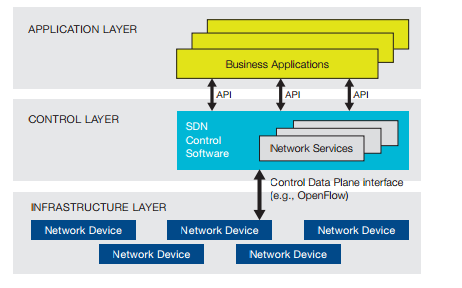 APPLICATION LAYER
Business Applications
API
API
API
CONTROL LAYER
SDN
Control
Software
Network Services
Control Data Plane interface
(e.g., OpenFlow)
INFRASTRUCTURE LAYER
Network Device
Network Device
Network Device
Network Device
Network Device